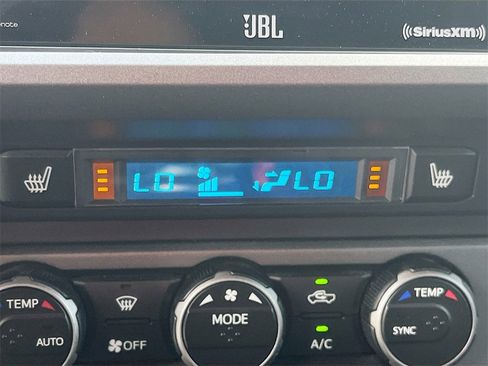 JBL
((SiriusXM))
LO LO
TEMP
AUTO
OFF
MODE
A/C
TEMP
SYNC